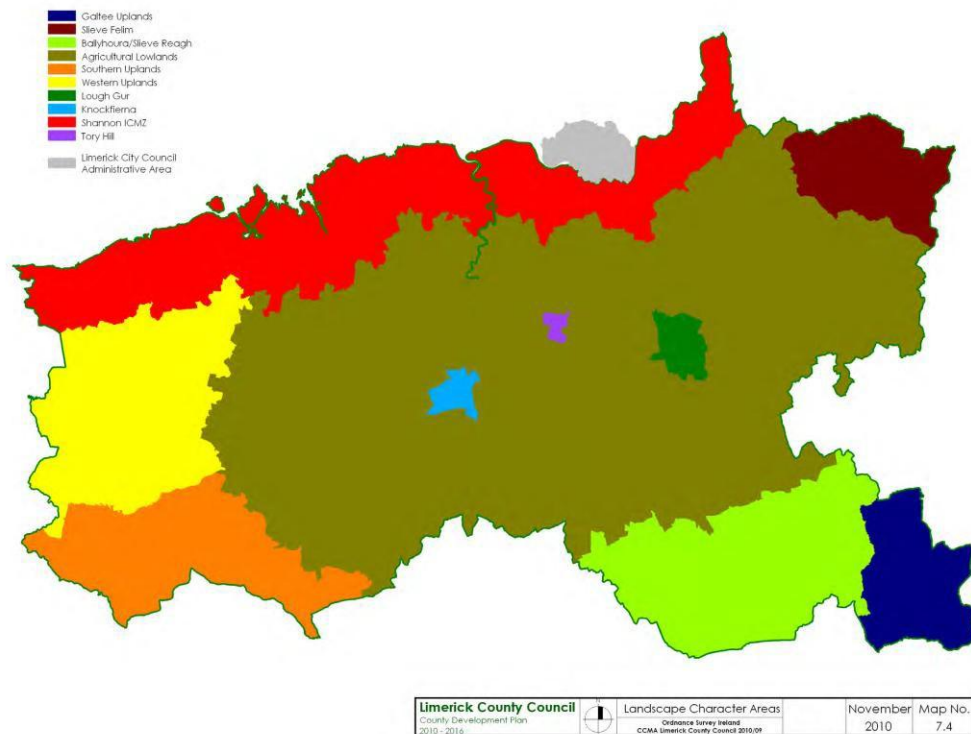 Galtee Uplands
Slieve Felim
Ballyhoura/Slieve Reagh
Agricultural Lowlands
Southern Uplands
Western Uplands
Lough Gur
Knockfierna
Shannon ICMZ
Tory Hill
Limerick City Council
Administrative Area
Limerick County Council
County Development Plan
2010 - 2016
N
Landscape Character Areas
Ordnance Survey Ireland
CCMA Limerick County Council 2010/09
November
2010
Map No.
7.4